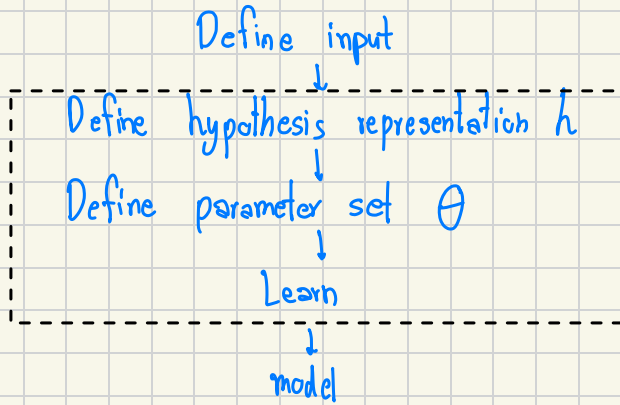 Define input
Define hypothesis representation h
Define parameter set θ
Learn
model